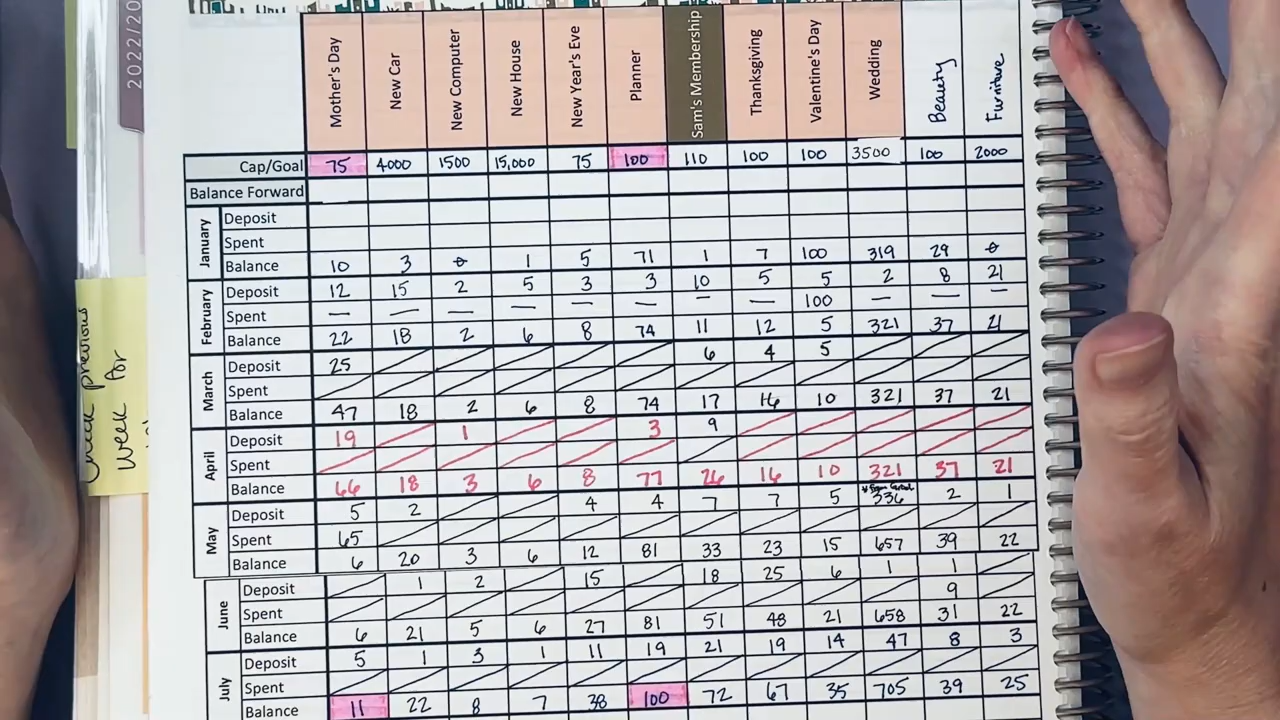 2022/20
Mother's Day New Car New Computer New House New Year's Eve Planner Sam's Membership Thanksgiving Valentine's Day Wedding Beauty Furniture
Cap/Goal 75 4000 1500 15,000 75 100 110 100 100 3500 100 2000
Balance Forward
January
Deposit
Spent
Balance 10 3 0 1 5 71 1 7 100 319 29 0
February
Deposit 12 15 2 5 3 3 10 5 5 2 8 21
Spent — — — — — — — — 100 — — —
Balance 22 18 2 6 8 74 11 12 5 321 37 21
March
Deposit 25 6 4 5
Spent
Balance 47 18 2 6 8 74 17 16 10 321 37 21
April
Deposit 19 1 3 9
Spent
Balance 66 18 3 6 8 77 26 16 10 321 37 21
May
Deposit 5 2 4 4 7 7 5 336 2 1
Spent 65
Balance 6 20 3 6 12 81 33 23 15 657 39 22
June
Deposit 1 2 15 18 25 6 1 1
Spent 9
Balance 6 21 5 6 27 81 51 48 21 658 31 22
July
Deposit 5 1 3 1 11 19 21 19 14 47 8 3
Spent
Balance 11 22 8 7 38 100 72 67 35 705 39 25
Check previous
week for